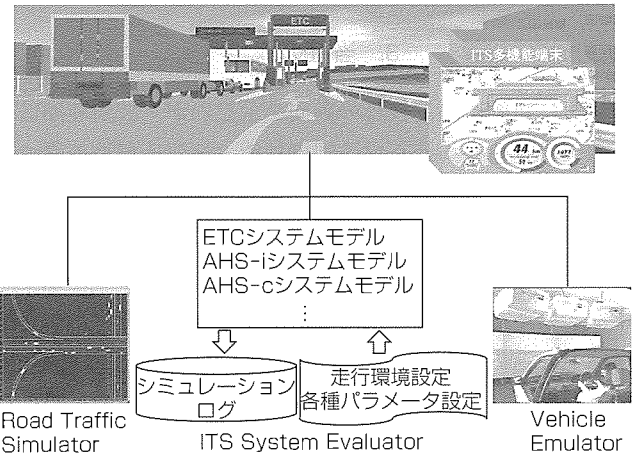 ETC
ITS多機能端末
44 km
ETCシステムモデル
AHS-iシステムモデル
AHS-cシステムモデル
⋮
シミュレーション
ログ
走行環境設定
各種パラメータ設定
Road Traffic
Simulator
ITS System Evaluator
Vehicle
Emulator